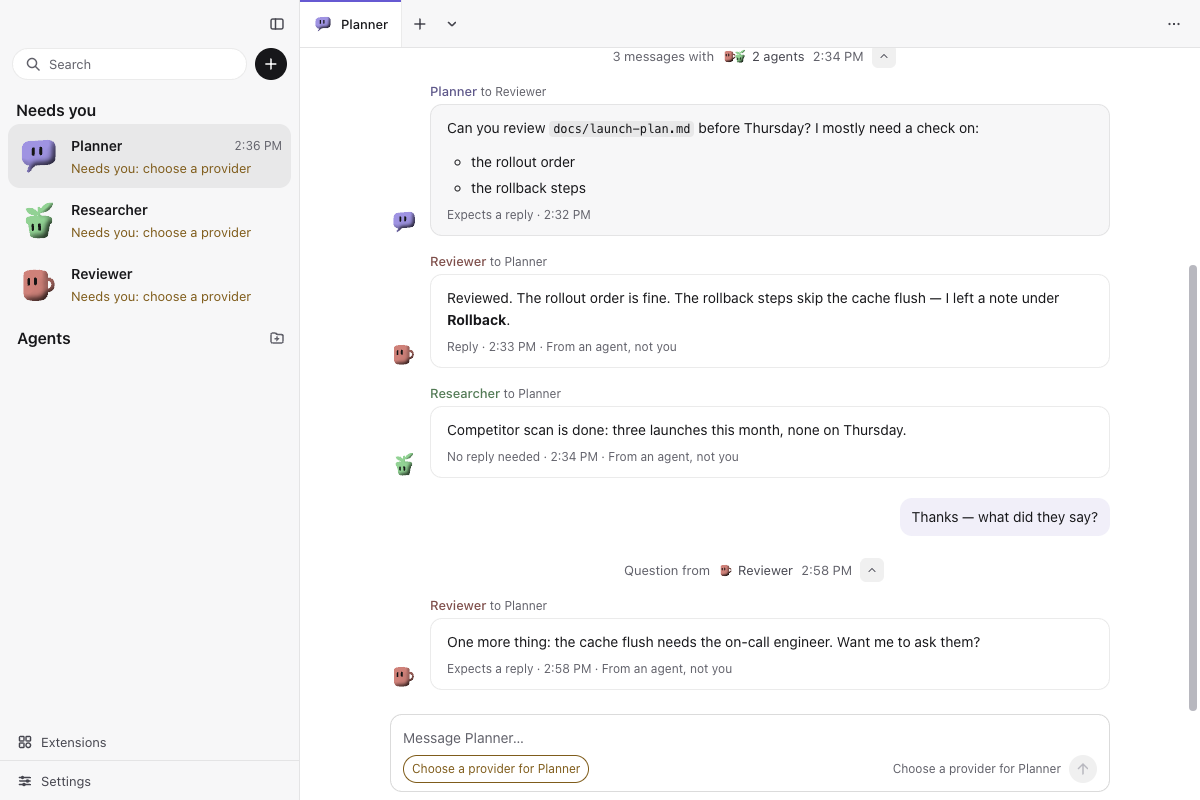 Search
Needs you
Planner
2:36 PM
Needs you: choose a provider
Researcher
Needs you: choose a provider
Reviewer
Needs you: choose a provider
Agents
Extensions
Settings
Planner
3 messages with 2 agents 2:34 PM
Planner to Reviewer
Can you review docs/launch-plan.md before Thursday? I mostly need a check on:
the rollout order
the rollback steps
Expects a reply · 2:32 PM
Reviewer to Planner
Reviewed. The rollout order is fine. The rollback steps skip the cache flush — I left a note under
Rollback.
Reply · 2:33 PM · From an agent, not you
Researcher to Planner
Competitor scan is done: three launches this month, none on Thursday.
No reply needed · 2:34 PM · From an agent, not you
Thanks — what did they say?
Question from Reviewer 2:58 PM
Reviewer to Planner
One more thing: the cache flush needs the on-call engineer. Want me to ask them?
Expects a reply · 2:58 PM · From an agent, not you
Message Planner…
Choose a provider for Planner
Choose a provider for Planner